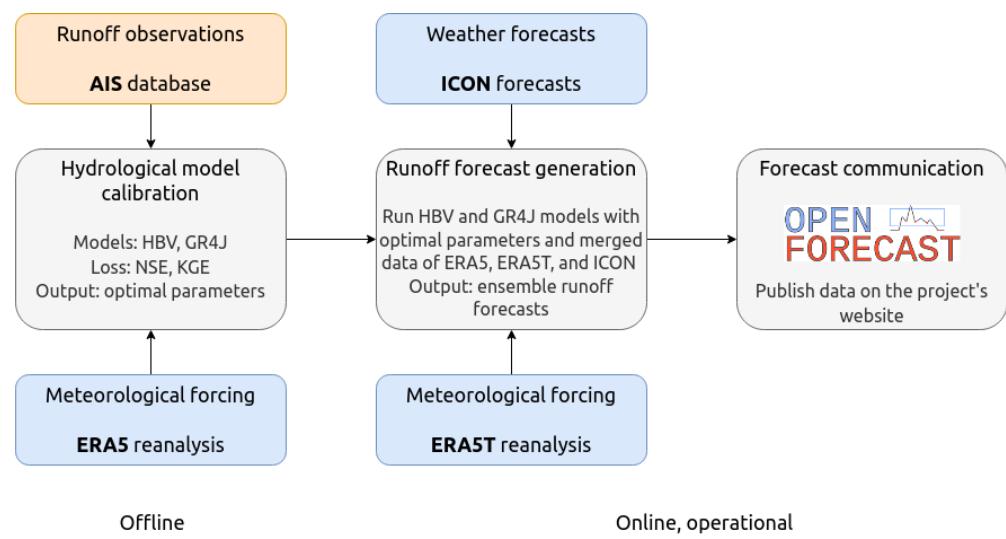 Runoff observations
AIS database
Weather forecasts
ICON forecasts
Hydrological model
calibration
Models: HBV, GR4J
Loss: NSE, KGE
Output: optimal parameters
Runoff forecast generation
Run HBV and GR4J models with
optimal parameters and merged
data of ERA5, ERA5T, and ICON
Output: ensemble runoff
forecasts
Forecast communication
OPEN
FORECAST
Publish data on the project's
website
Meteorological forcing
ERA5 reanalysis
Meteorological forcing
ERA5T reanalysis
Offline
Online, operational